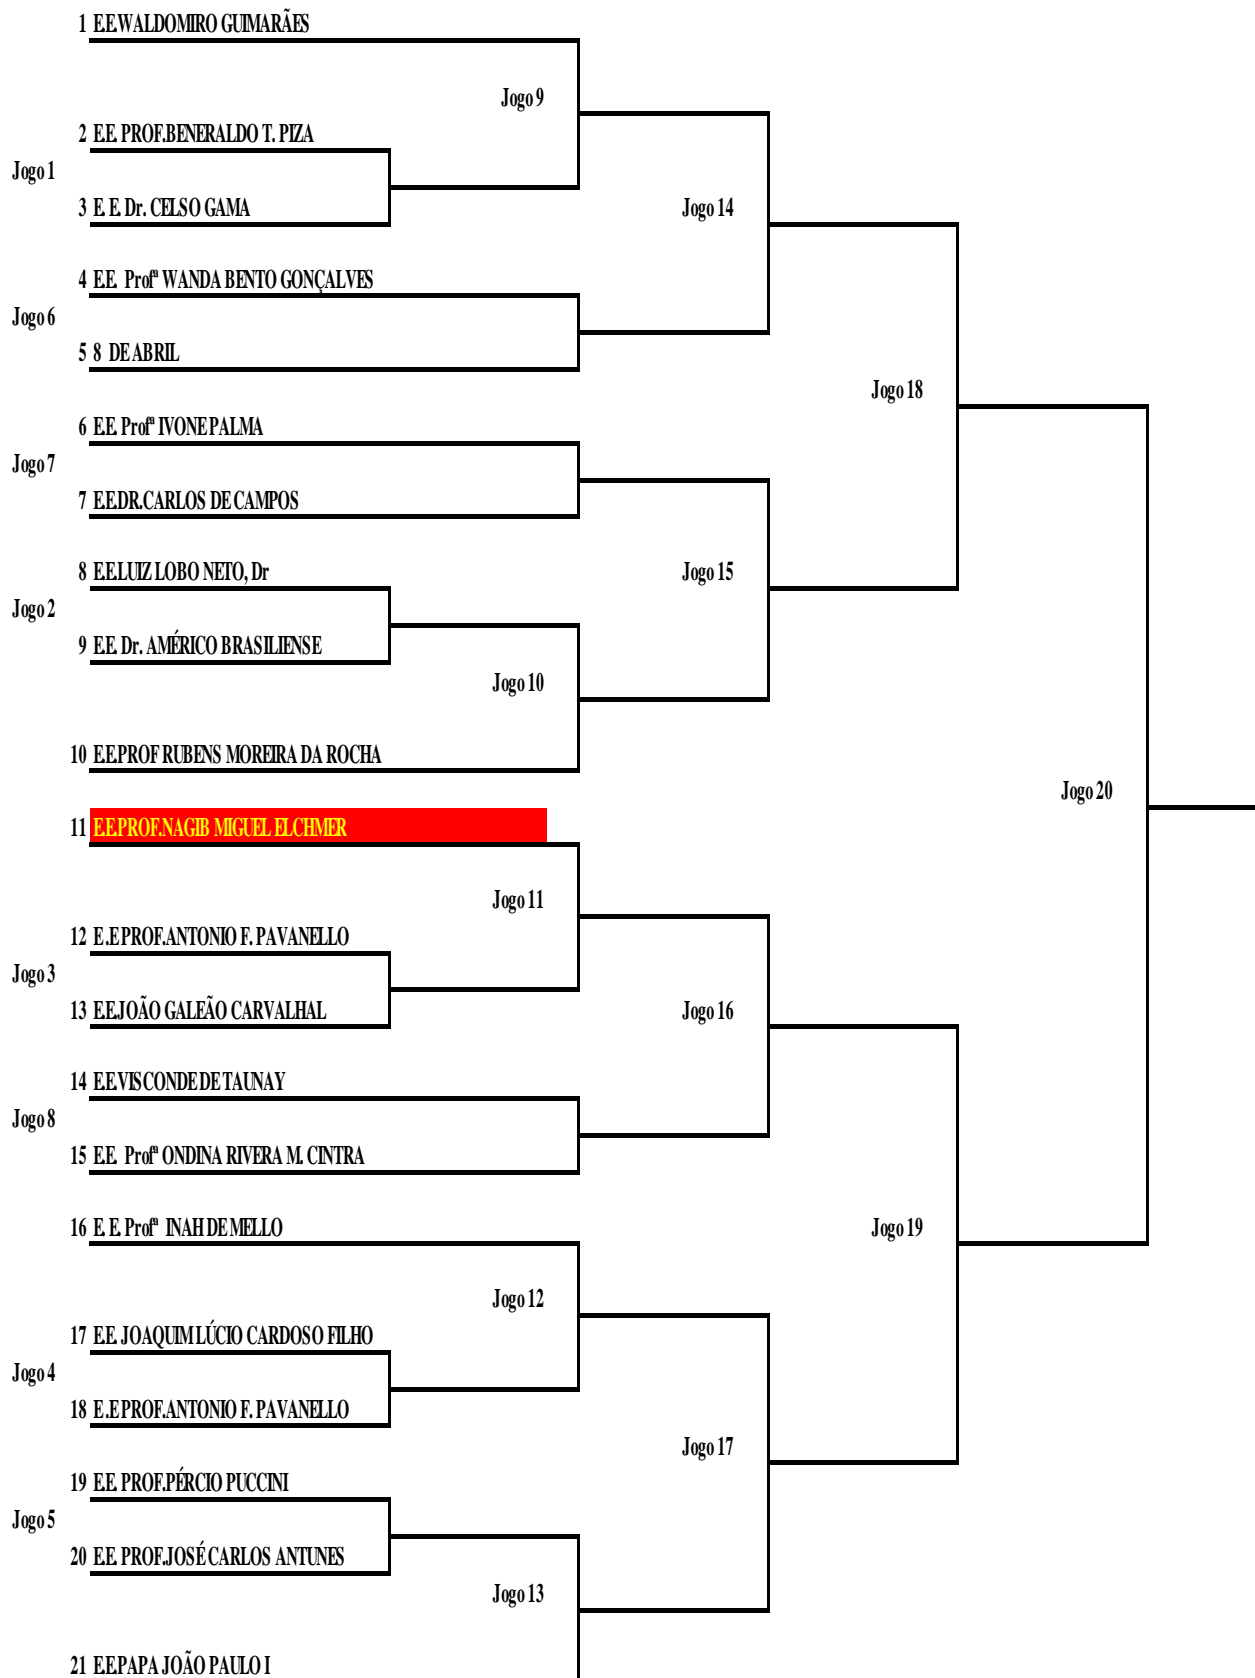 1 E.E.WALDOMIRO GUIMARÃES
Jogo 9
2 E.E. PROF.BENERALDO T. PIZA
Jogo 1
3 E. E. Dr. CELSO GAMA
Jogo 14
4 E.E. Profª WANDA BENTO GONÇALVES
Jogo 6
5 8 DE ABRIL
Jogo 18
6 E.E. Profª IVONE PALMA
Jogo 7
7 E.E.DR.CARLOS DE CAMPOS
8 E.E.LUIZ LOBO NETO, Dr
Jogo 15
Jogo 2
9 E.E. Dr. AMÉRICO BRASILIENSE
Jogo 10
10 E.E.PROF RUBENS MOREIRA DA ROCHA
Jogo 20
11 E.E.PROF.NAGIB MIGUEL ELCHMER
Jogo 11
12 E .E PROF.ANTONIO F. PAVANELLO
Jogo 3
13 E.E.JOÃO GALEÃO CARVALHAL
Jogo 16
14 E.E.VISCONDE DE TAUNAY
Jogo 8
15 E.E. Profª ONDINA RIVERA M. CINTRA
16 E. E. Profª INAH DE MELLO
Jogo 19
Jogo 12
17 E.E. JOAQUIM LÚCIO CARDOSO FILHO
Jogo 4
18 E .E PROF.ANTONIO F. PAVANELLO
Jogo 17
19 E.E. PROF.PÉRCIO PUCCINI
Jogo 5
20 E.E. PROF.JOSÉ CARLOS ANTUNES
Jogo 13
21 E.E.PAPA JOÃO PAULO I